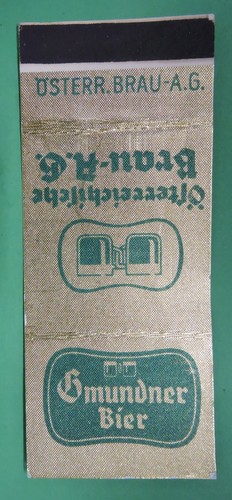 ÖSTERR. BRAU-A.G.
Österreichische
Brau-A.G.
Gmundner
Bier